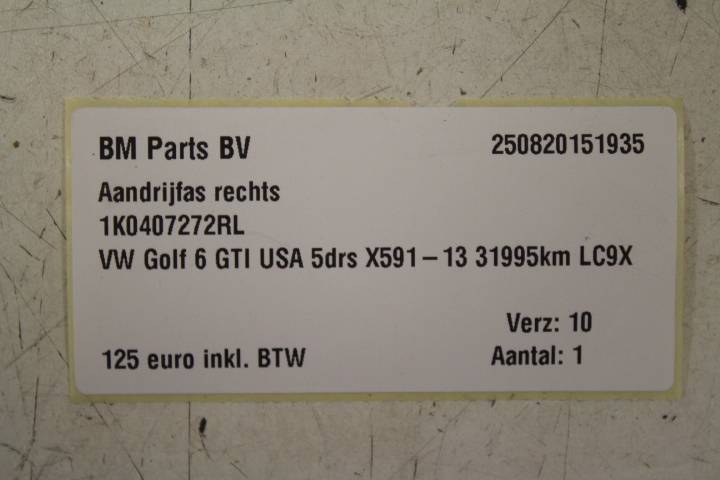 BM Parts BV 250820151935
Aandrijfas rechts
1K0407272RL
VW Golf 6 GTI USA 5drs X591-13 31995km LC9X
Verz: 10
125 euro inkl. BTW Aantal: 1